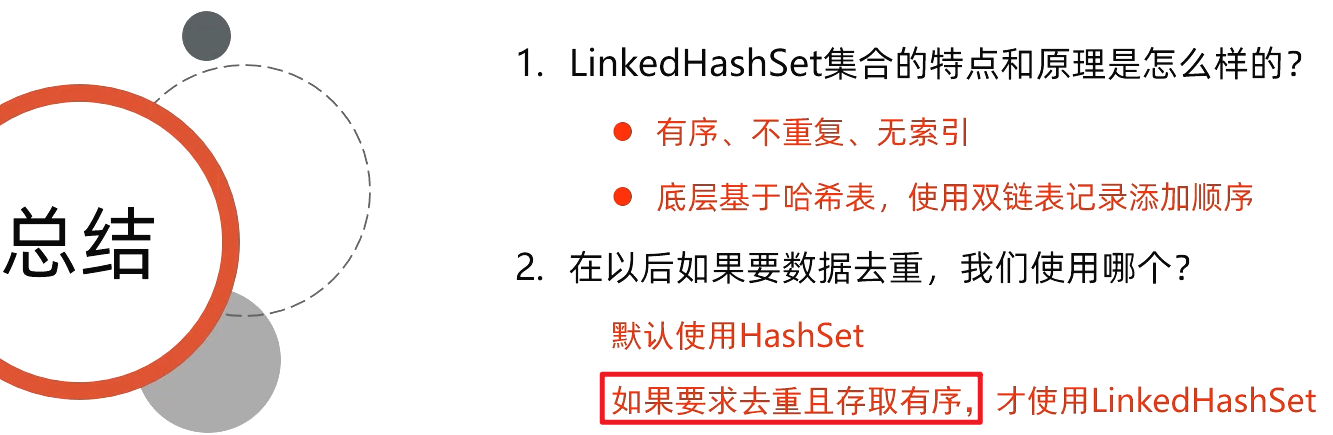 总结
1. LinkedHashSet集合的特点和原理是怎么样的?
有序、不重复、无索引
底层基于哈希表，使用双链表记录添加顺序
2. 在以后如果要数据去重，我们使用哪个?
默认使用HashSet
如果要求去重且存取有序，才使用LinkedHashSet